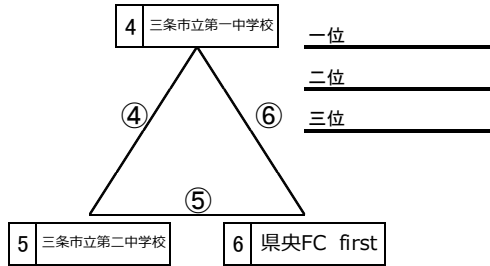 4 三条市立第一中学校
一位
二位
三位
④ ⑥
⑤
5 三条市立第二中学校 6 県央FC first